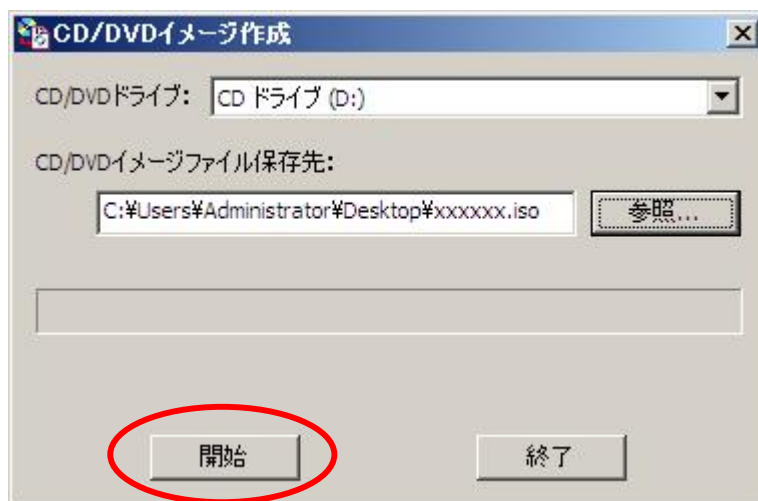 CD/DVDイメージ作成
CD/DVDドライブ: CD ドライブ (D:)
CD/DVDイメージファイル保存先:
C:¥Users¥Administrator¥Desktop¥xxxxxx.iso 参照...
開始 終了